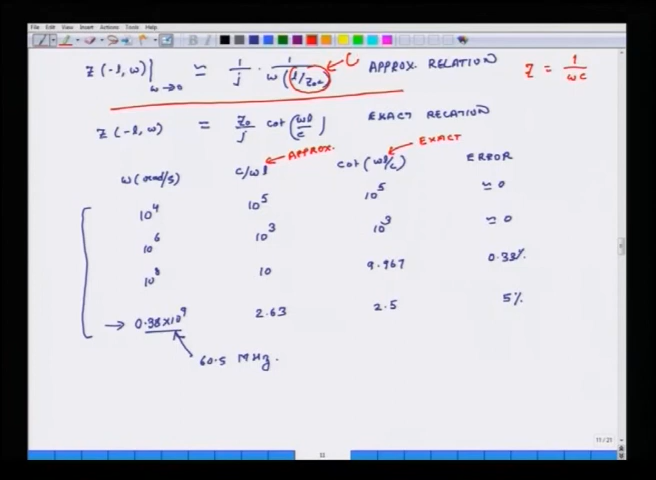 File Edit View Insert Actions Tools Help
Z(-l, ω)|ω→0 ≃ 1/j · 1/(ω(l/Z₀c)) ← C APPROX. RELATION Z = 1/ωC
Z(-l, ω) = Z₀/j cot(ωl/c) EXACT RELATION
ω(rad/s) c/ωl ← APPROX. cot(ωl/c) ← EXACT ERROR
10⁴ 10⁵ 10⁵ ≃ 0
10⁶ 10³ 10³ ≃ 0
10⁸ 10 9.967 0.33%
→ 0.38×10⁹ 2.63 2.5 5%
60.5 MHz.
11/21